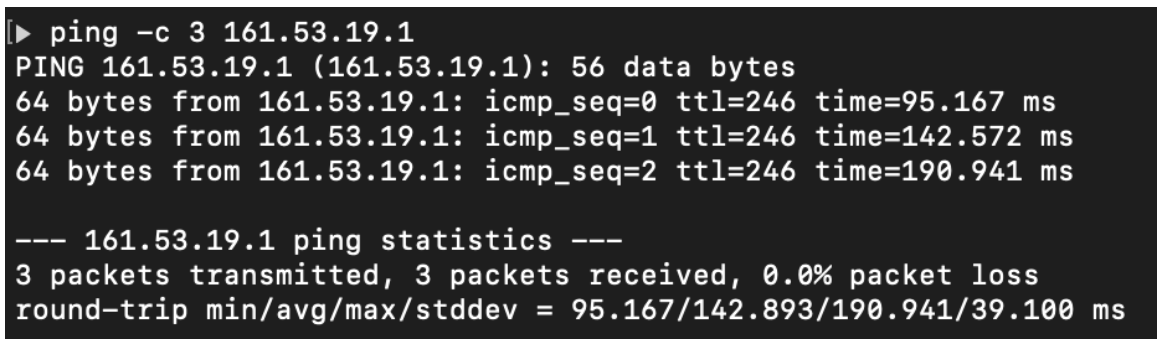 [▶ ping -c 3 161.53.19.1
PING 161.53.19.1 (161.53.19.1): 56 data bytes
64 bytes from 161.53.19.1: icmp_seq=0 ttl=246 time=95.167 ms
64 bytes from 161.53.19.1: icmp_seq=1 ttl=246 time=142.572 ms
64 bytes from 161.53.19.1: icmp_seq=2 ttl=246 time=190.941 ms

--- 161.53.19.1 ping statistics ---
3 packets transmitted, 3 packets received, 0.0% packet loss
round-trip min/avg/max/stddev = 95.167/142.893/190.941/39.100 ms